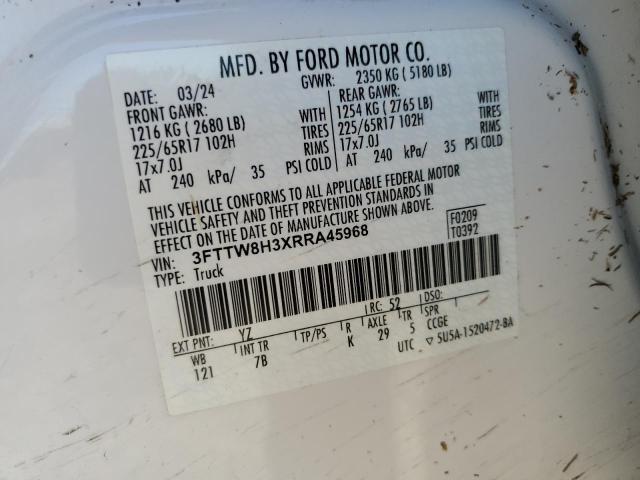 MFD. BY FORD MOTOR CO.
DATE: 03/24 GVWR: 2350 KG ( 5180 LB)
FRONT GAWR: REAR GAWR:
1216 KG ( 2680 LB) WITH 1254 KG ( 2765 LB) WITH
225/65R17 102H TIRES 225/65R17 102H TIRES
17x7.0J RIMS 17x7.0J RIMS
AT 240 kPa/ 35 PSI COLD AT 240 kPa/ 35 PSI COLD
THIS VEHICLE CONFORMS TO ALL APPLICABLE FEDERAL MOTOR
VEHICLE SAFETY AND THEFT PREVENTION STANDARDS IN
EFFECT ON THE DATE OF MANUFACTURE SHOWN ABOVE.
F0209
T0392
VIN: 3FTTW8H3XRRA45968
TYPE: Truck
EXT PNT: YZ RC: 52 DSO:
WB INT TR TP/PS R AXLE TR SPR
121 7B K 29 5 CCGE
UTC ▽ 5U5A-1520472-BA